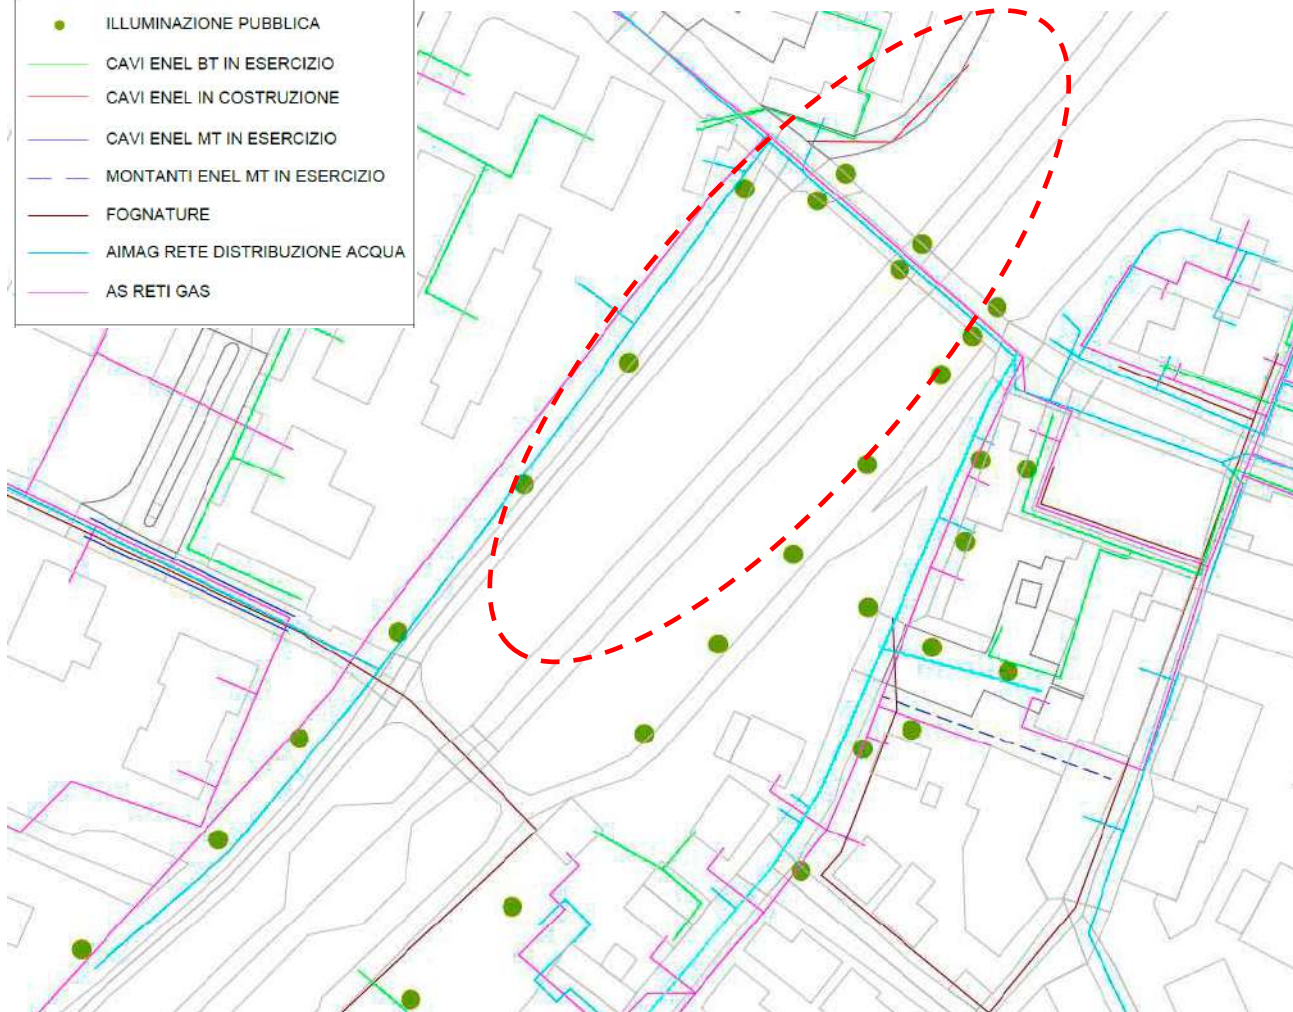 ILLUMINAZIONE PUBBLICA
CAVI ENEL BT IN ESERCIZIO
CAVI ENEL IN COSTRUZIONE
CAVI ENEL MT IN ESERCIZIO
MONTANTI ENEL MT IN ESERCIZIO
FOGNATURE
AIMAG RETE DISTRIBUZIONE ACQUA
AS RETI GAS